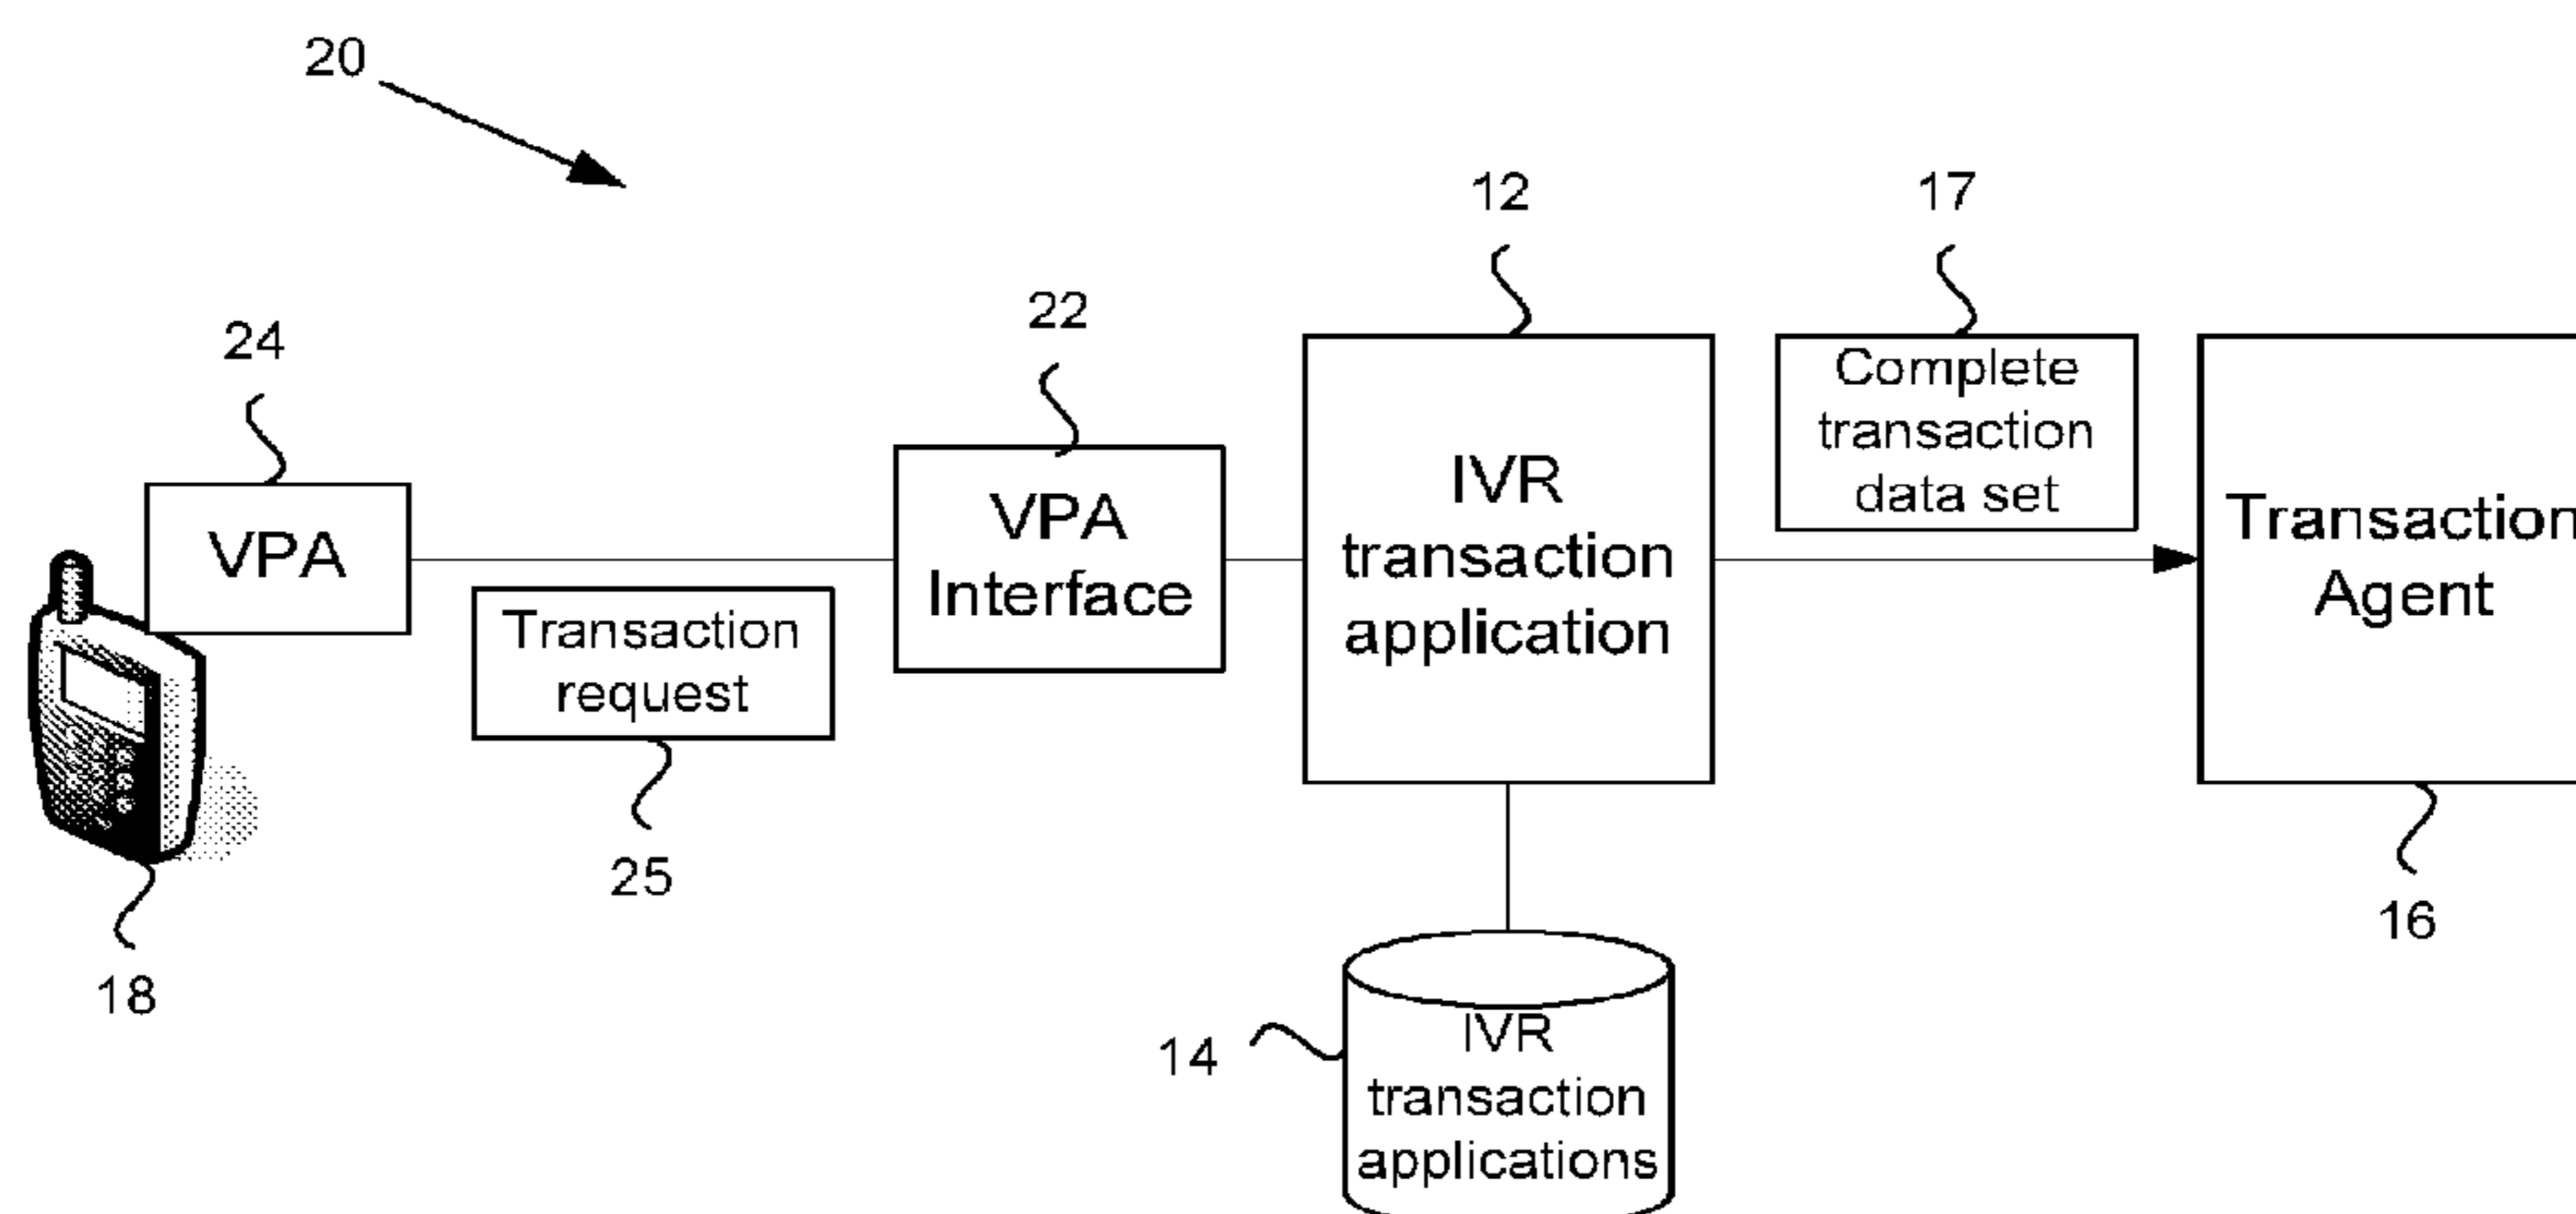 20
12
17
22
24
Complete
transaction
data set
IVR
transaction
application
VPA
Interface
VPA
Transaction
Agent
Transaction
request
25
16
18
14
IVR
transaction
applications